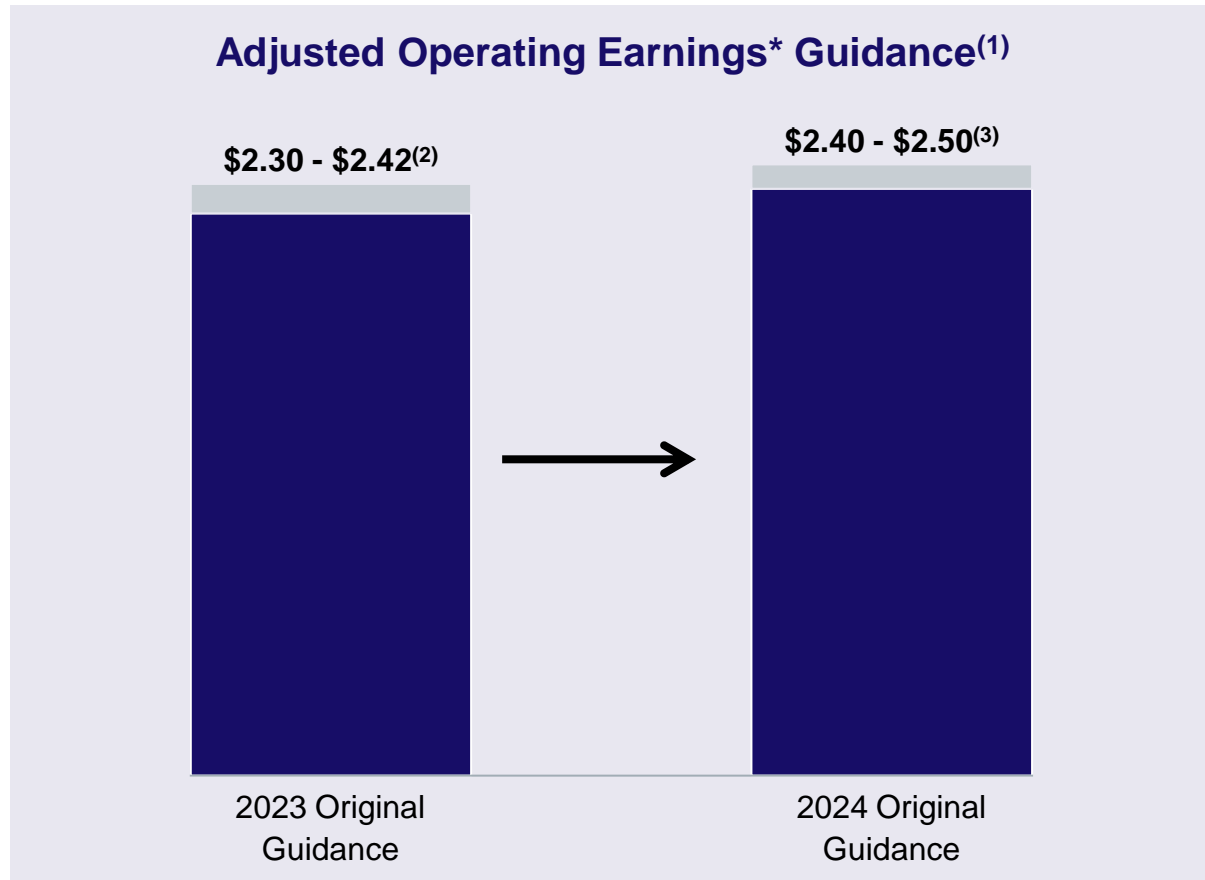 Adjusted Operating Earnings* Guidance(1)
$2.30 - $2.42(2)
$2.40 - $2.50(3)
2023 Original
Guidance
2024 Original
Guidance